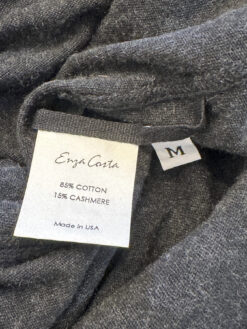 Enza Costa
M
85% COTTON
15% CASHMERE
Made In USA